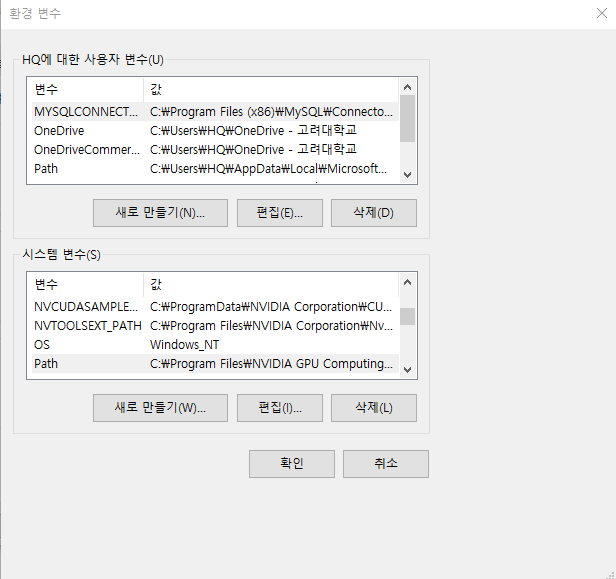 환경 변수
HQ에 대한 사용자 변수(U)
변수 값
MYSQLCONNECT... C:₩Program Files (x86)₩MySQL₩Connecto...
OneDrive C:₩Users₩HQ₩OneDrive - 고려대학교
OneDriveCommer... C:₩Users₩HQ₩OneDrive - 고려대학교
Path C:₩Users₩HQ₩AppData₩Local₩Microsoft...
새로 만들기(N)... 편집(E)... 삭제(D)
시스템 변수(S)
변수 값
NVCUDASAMPLE... C:₩ProgramData₩NVIDIA Corporation₩CU...
NVTOOLSEXT_PATH C:₩Program Files₩NVIDIA Corporation₩Nv...
OS Windows_NT
Path C:₩Program Files₩NVIDIA GPU Computing...
새로 만들기(W)... 편집(I)... 삭제(L)
확인 취소